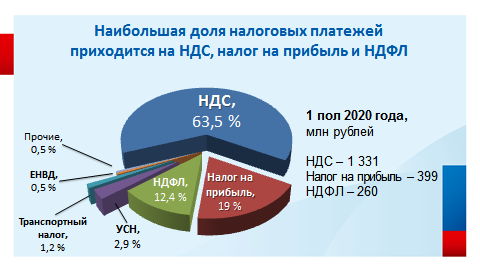 Наибольшая доля налоговых платежей
приходится на НДС, налог на прибыль и НДФЛ
НДС,
63,5 %
Прочие,
0,5 %
ЕНВД,
0,5 %
Транспортный
налог,
1,2 %
УСН,
2,9 %
НДФЛ,
12,4 %
Налог на
прибыль,
19 %
1 пол 2020 года,
млн рублей
НДС – 1 331
Налог на прибыль – 399
НДФЛ – 260